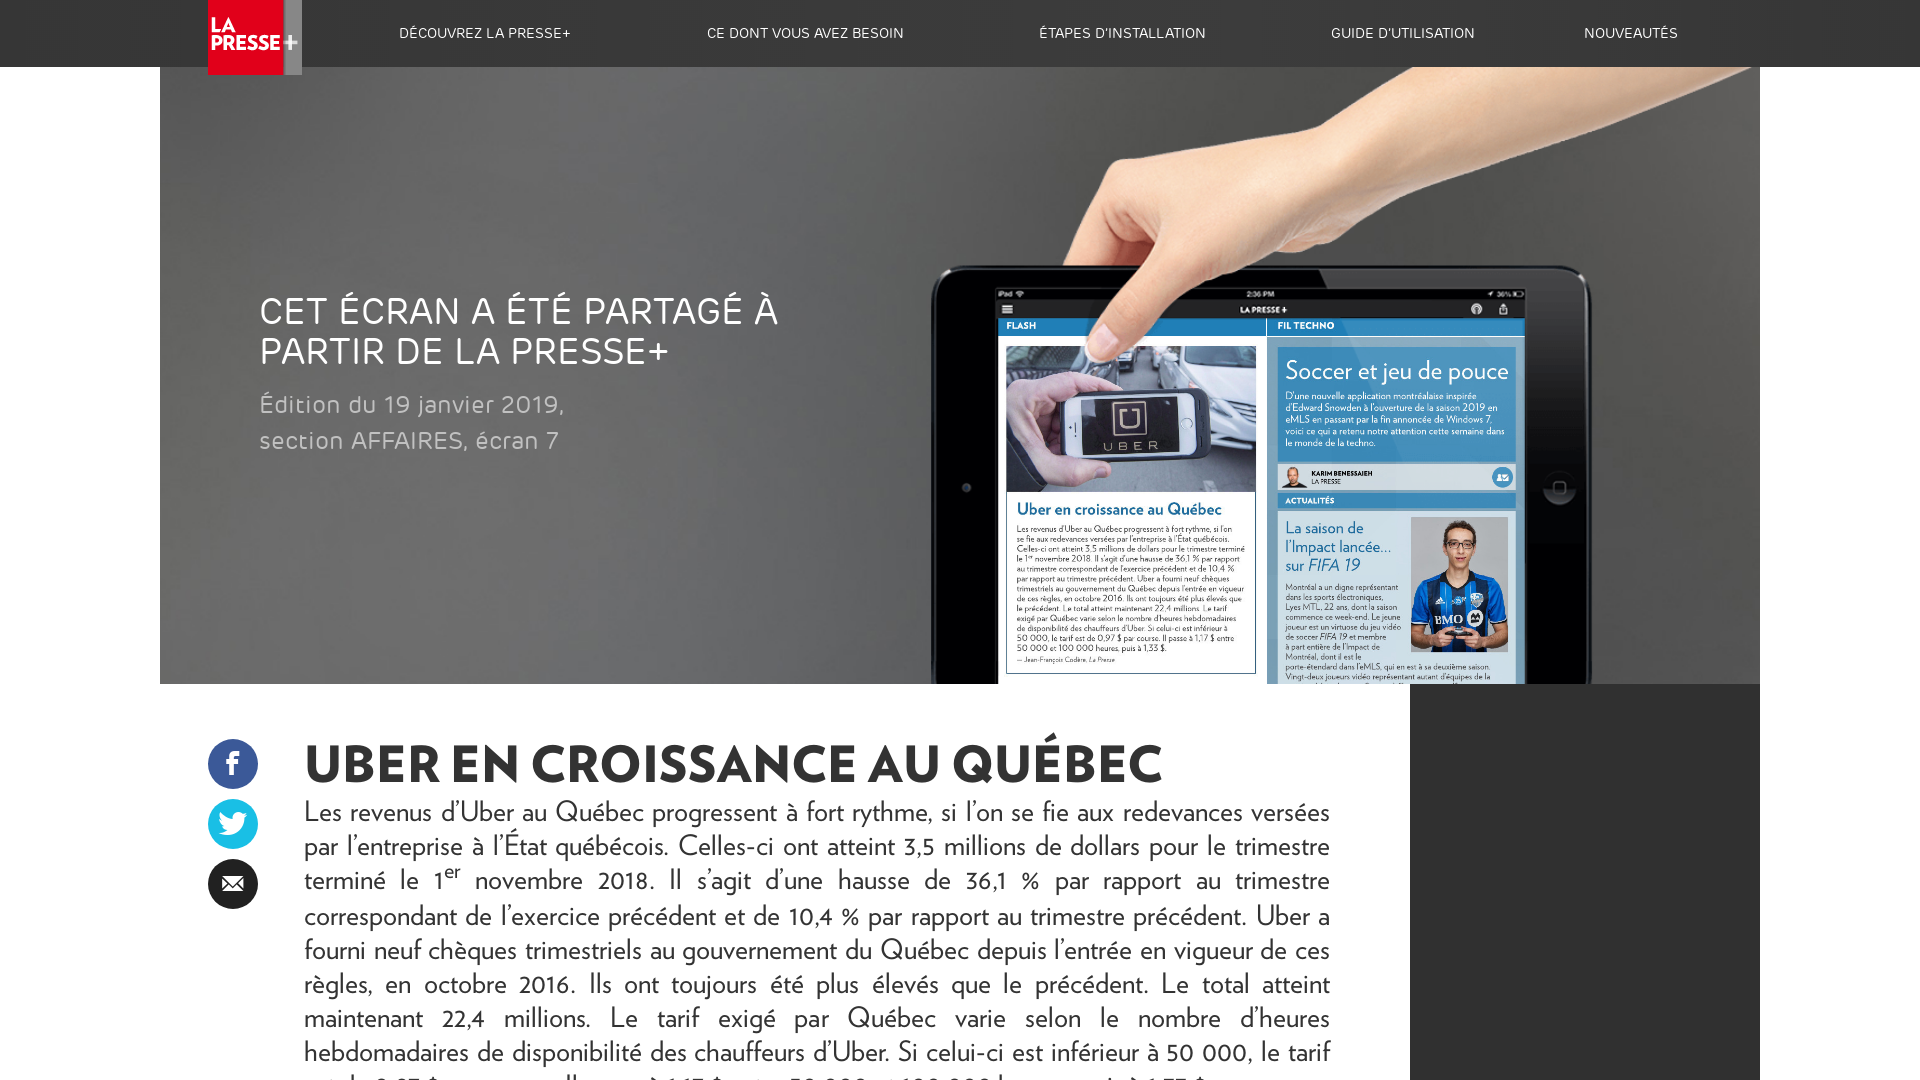 LA PRESSE+
DÉCOUVREZ LA PRESSE+
CE DONT VOUS AVEZ BESOIN
ÉTAPES D'INSTALLATION
GUIDE D'UTILISATION
NOUVEAUTÉS
CET ÉCRAN A ÉTÉ PARTAGÉ À
PARTIR DE LA PRESSE+
Édition du 19 janvier 2019,
section AFFAIRES, écran 7
iPad
2:36 PM
36%
LA PRESSE+
FLASH
UBER
Uber en croissance au Québec
Les revenus d'Uber au Québec progressent à fort rythme, si l'on
se fie aux redevances versées par l'entreprise à l'État québécois.
Celles-ci ont atteint 3,5 millions de dollars pour le trimestre terminé
le 1er novembre 2018. Il s'agit d'une hausse de 36,1 % par rapport
au trimestre correspondant de l'exercice précédent et de 10,4 %
par rapport au trimestre précédent. Uber a fourni neuf chèques
trimestriels au gouvernement du Québec depuis l'entrée en vigueur
de ces règles, en octobre 2016. Ils ont toujours été plus élevés que
le précédent. Le total atteint maintenant 22,4 millions. Le tarif
exigé par Québec varie selon le nombre d'heures hebdomadaires
de disponibilité des chauffeurs d'Uber. Si celui-ci est inférieur à
50 000, le tarif est de 0,97 $ par course. Il passe à 1,17 $ entre
50 000 et 100 000 heures, puis à 1,33 $.
— Jean-François Codère, La Presse
FIL TECHNO
Soccer et jeu de pouce
D'une nouvelle application montréalaise inspirée
d'Edward Snowden à l'ouverture de la saison 2019 en
eMLS en passant par la fin annoncée de Windows 7,
voici ce qui a retenu notre attention cette semaine dans
le monde de la techno.
KARIM BENESSAIEH
LA PRESSE
ACTUALITÉS
La saison de
l'Impact lancée…
sur FIFA 19
Montréal a un digne représentant
dans les sports électroniques,
Lyes MTL, 22 ans, dont la saison
commence ce week-end. Le jeune
joueur est un virtuose du jeu vidéo
de soccer FIFA 19 et membre
à part entière de l'Impact de
Montréal, dont il est le
porte-étendard dans l'eMLS, qui en est à sa deuxième saison.
Vingt-deux joueurs vidéo représentant autant d'équipes de la
BMO
UBER EN CROISSANCE AU QUÉBEC
Les revenus d'Uber au Québec progressent à fort rythme, si l'on se fie aux redevances versées
par l'entreprise à l'État québécois. Celles-ci ont atteint 3,5 millions de dollars pour le trimestre
terminé le 1er novembre 2018. Il s'agit d'une hausse de 36,1 % par rapport au trimestre
correspondant de l'exercice précédent et de 10,4 % par rapport au trimestre précédent. Uber a
fourni neuf chèques trimestriels au gouvernement du Québec depuis l'entrée en vigueur de ces
règles, en octobre 2016. Ils ont toujours été plus élevés que le précédent. Le total atteint
maintenant 22,4 millions. Le tarif exigé par Québec varie selon le nombre d'heures
hebdomadaires de disponibilité des chauffeurs d'Uber. Si celui-ci est inférieur à 50 000, le tarif